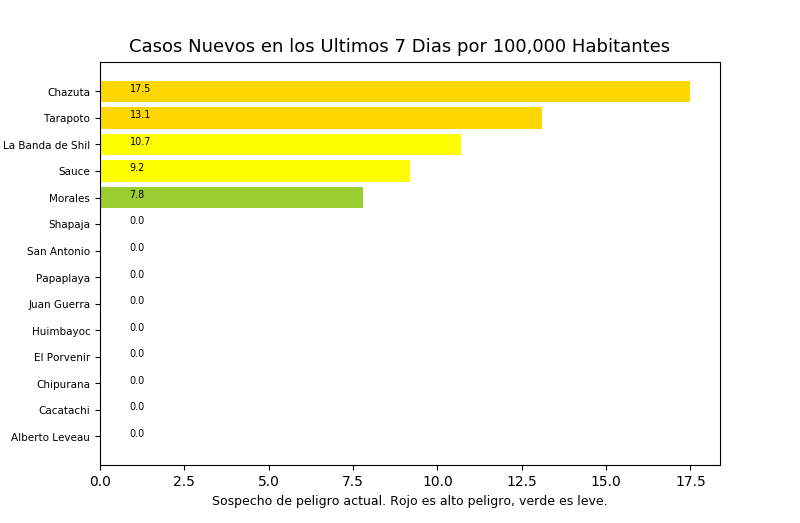 Casos Nuevos en los Ultimos 7 Dias por 100,000 Habitantes
Chazuta 17.5
Tarapoto 13.1
La Banda de Shil 10.7
Sauce 9.2
Morales 7.8
Shapaja 0.0
San Antonio 0.0
Papaplaya 0.0
Juan Guerra 0.0
Huimbayoc 0.0
El Porvenir 0.0
Chipurana 0.0
Cacatachi 0.0
Alberto Leveau 0.0
0.0 2.5 5.0 7.5 10.0 12.5 15.0 17.5
Sospecho de peligro actual. Rojo es alto peligro, verde es leve.